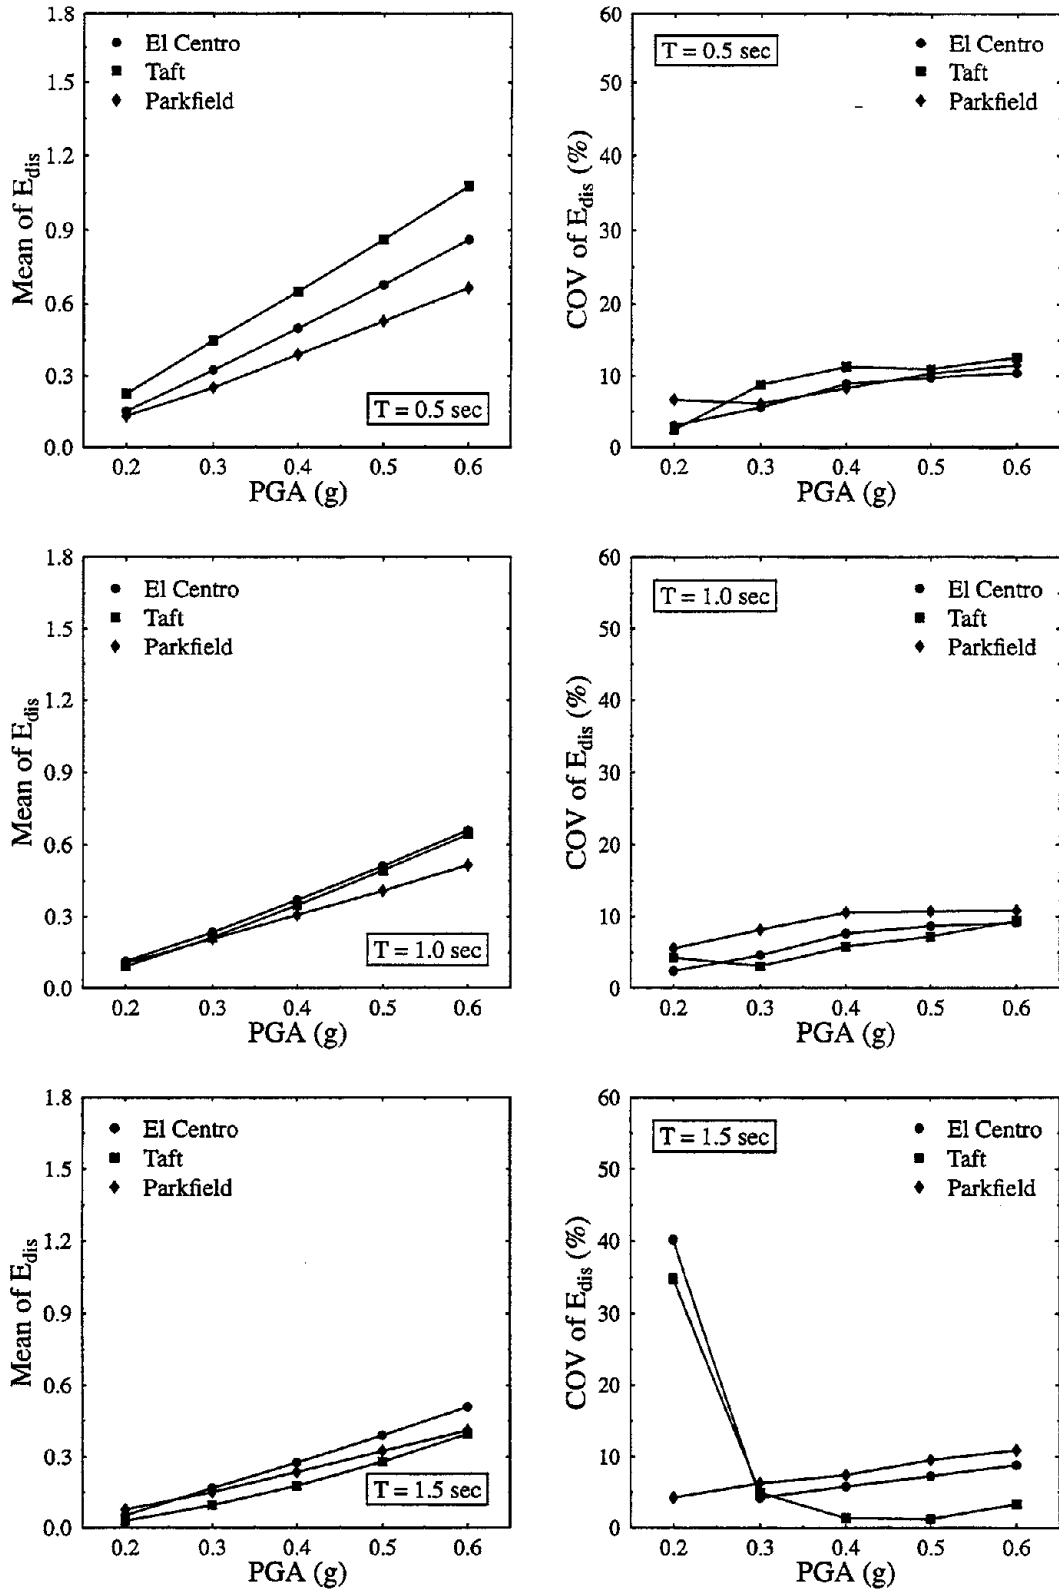 1.8
1.5
1.2
0.9
0.6
0.3
0.0
Mean of E_dis
El Centro
Taft
Parkfield
T = 0.5 sec
0.2 0.3 0.4 0.5 0.6
PGA (g)
60
50
40
30
20
10
0
COV of E_dis (%)
T = 0.5 sec
El Centro
Taft
Parkfield
0.2 0.3 0.4 0.5 0.6
PGA (g)
1.8
1.5
1.2
0.9
0.6
0.3
0.0
Mean of E_dis
El Centro
Taft
Parkfield
T = 1.0 sec
0.2 0.3 0.4 0.5 0.6
PGA (g)
60
50
40
30
20
10
0
COV of E_dis (%)
T = 1.0 sec
El Centro
Taft
Parkfield
0.2 0.3 0.4 0.5 0.6
PGA (g)
1.8
1.5
1.2
0.9
0.6
0.3
0.0
Mean of E_dis
El Centro
Taft
Parkfield
T = 1.5 sec
0.2 0.3 0.4 0.5 0.6
PGA (g)
60
50
40
30
20
10
0
COV of E_dis (%)
T = 1.5 sec
El Centro
Taft
Parkfield
0.2 0.3 0.4 0.5 0.6
PGA (g)